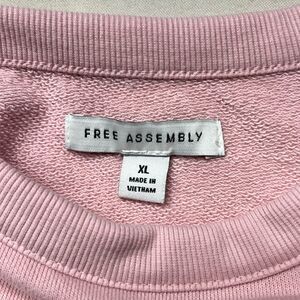 FREE ASSEMBLY
XL
MADE IN
VIETNAM